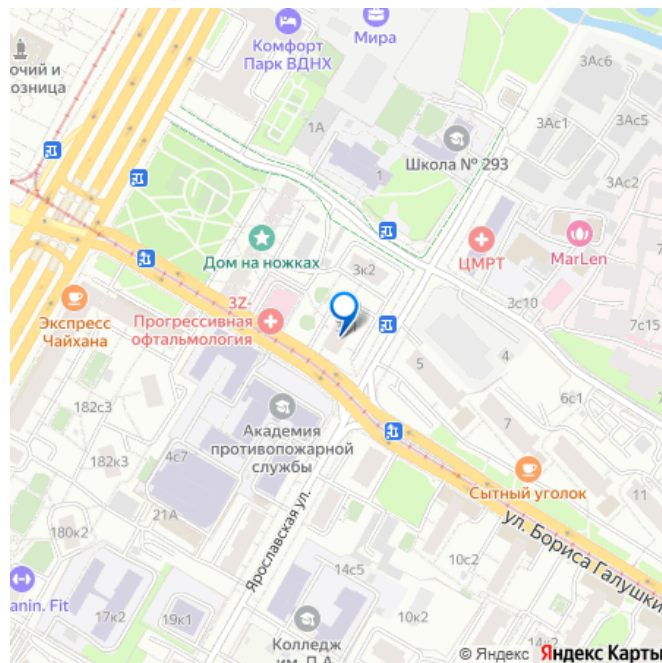 очий и
озница
Комфорт
Парк ВДНХ
Мира
3Ас6
1А
3Ас1
3Ас5
Школа № 293
1
3Ас2
Дом на ножках
3к2
ЦМРТ
MarLen
7
3с10
3Z-
Прогрессивная
офтальмология
Экспресс
Чайхана
7с15
5
4
6с1
182с3
Академия
противопожарной
службы
7
182к3
4с7
Сытный уголок
11
21А
180к2
Ярославская ул.
ул. Бориса Галушки
10с2
14с5
anin. Fit
17к2
19к1
10к2
Колледж
им. П.А.
© Яндекс Яндекс Карты